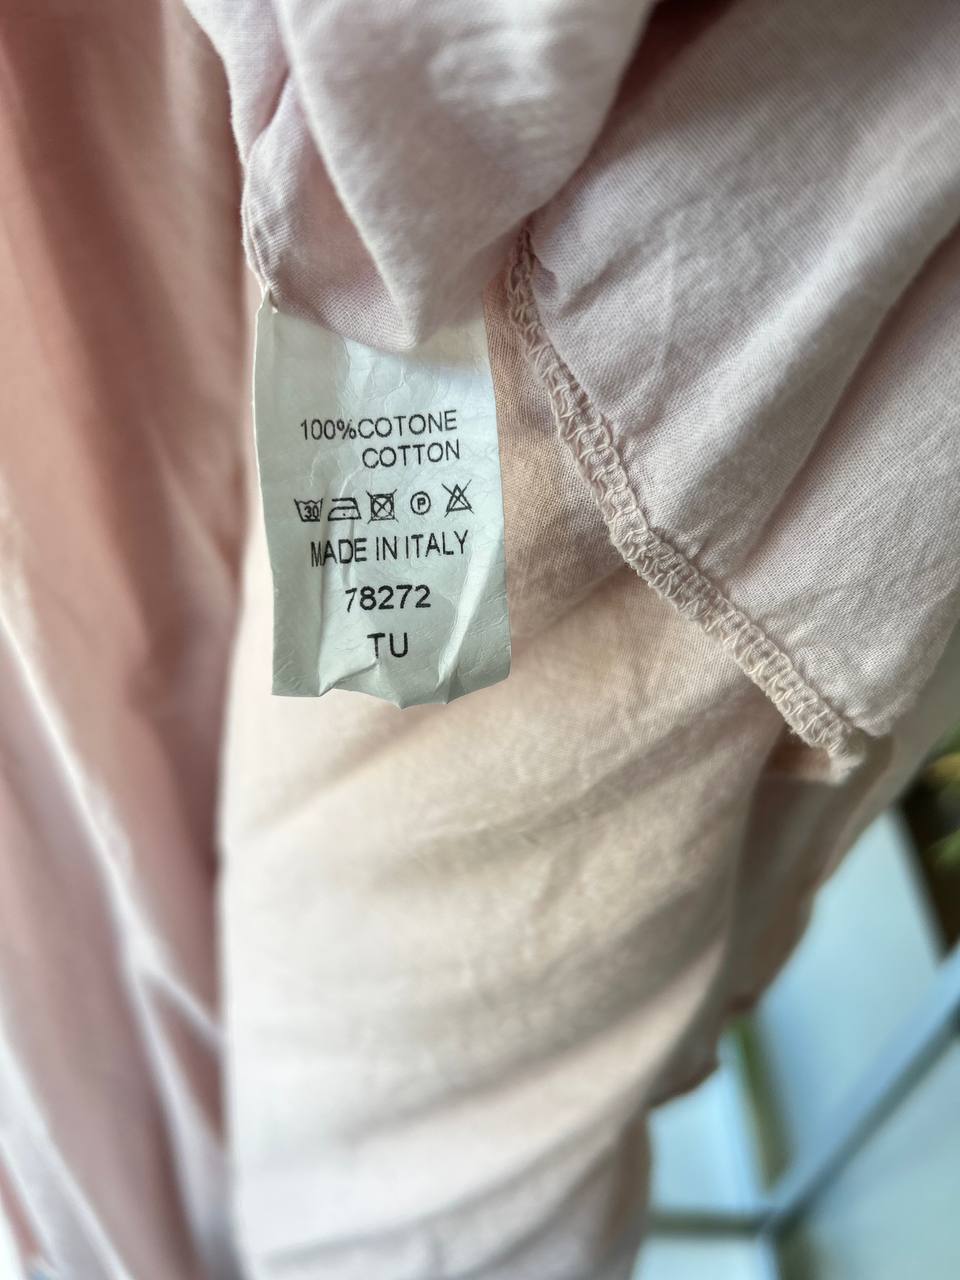 100%COTONE
COTTON
30 P
MADE IN ITALY
78272
TU